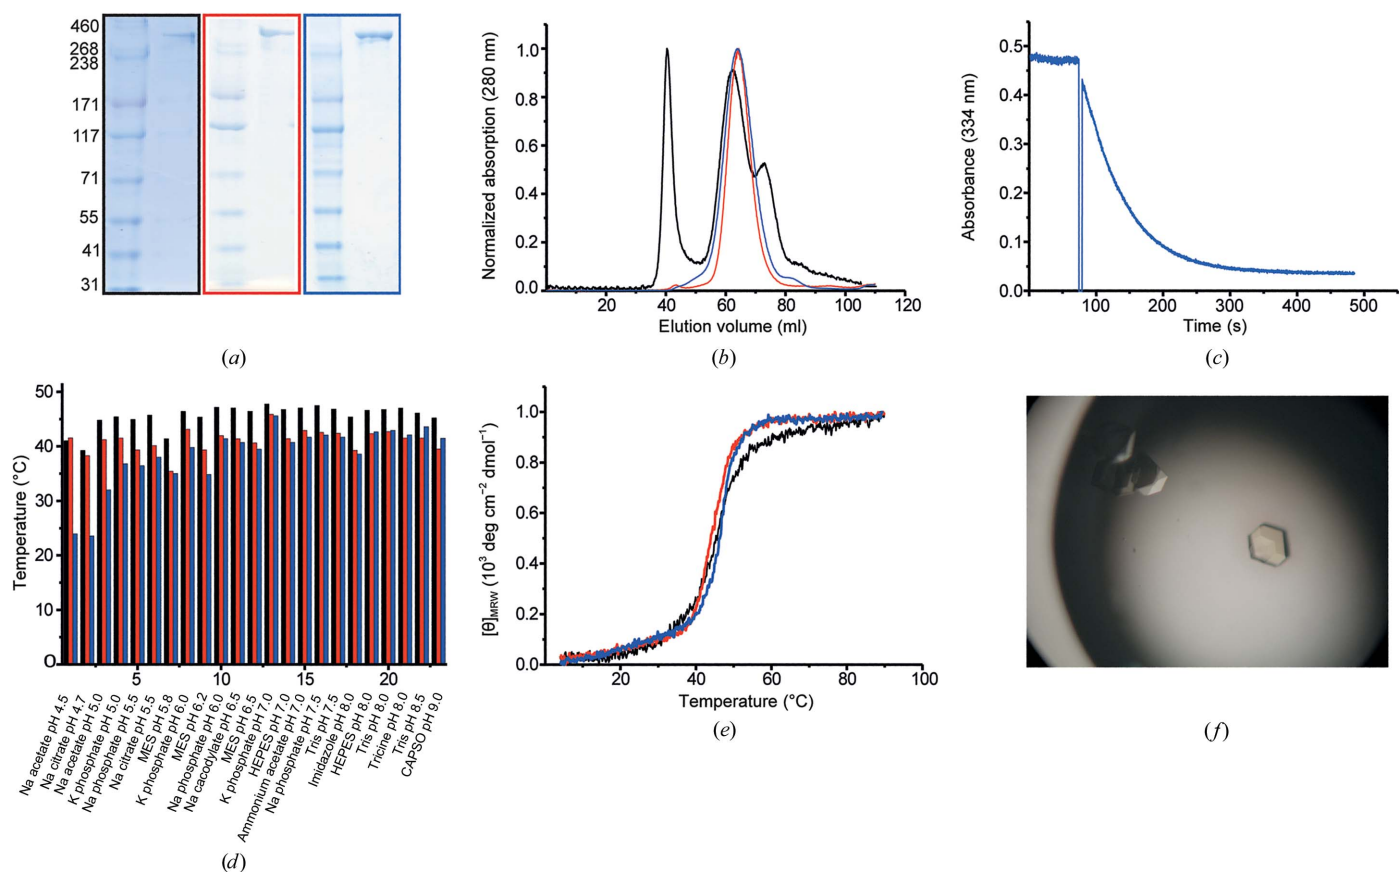 460
268
238
171
117
71
55
41
31
(a)
Normalized absorption (280 nm)
1.0
0.8
0.6
0.4
0.2
0.0
20 40 60 80 100 120
Elution volume (ml)
(b)
Absorbance (334 nm)
0.5
0.4
0.3
0.2
0.1
0.0
100 200 300 400 500
Time (s)
(c)
Temperature (°C)
50
40
30
20
10
O
5 10 15 20
Na acetate pH 4.5
Na citrate pH 4.7
Na acetate pH 5.0
K phosphate pH 5.0
Na phosphate pH 5.5
Na citrate pH 5.5
MES pH 5.8
K phosphate pH 6.0
MES pH 6.2
Na phosphate pH 6.0
Na cacodylate pH 6.5
MES pH 6.5
K phosphate pH 7.0
HEPES pH 7.0
Ammonium acetate pH 7.0
Na phosphate pH 7.5
Tris pH 7.5
Imidazole pH 8.0
HEPES pH 8.0
Tris pH 8.0
Tricine pH 8.0
Tris pH 8.5
CAPSO pH 9.0
(d)
[θ]MRW (10³ deg cm⁻² dmol⁻¹)
1.0
0.8
0.6
0.4
0.2
0.0
20 40 60 80 100
Temperature (°C)
(e)
(f)